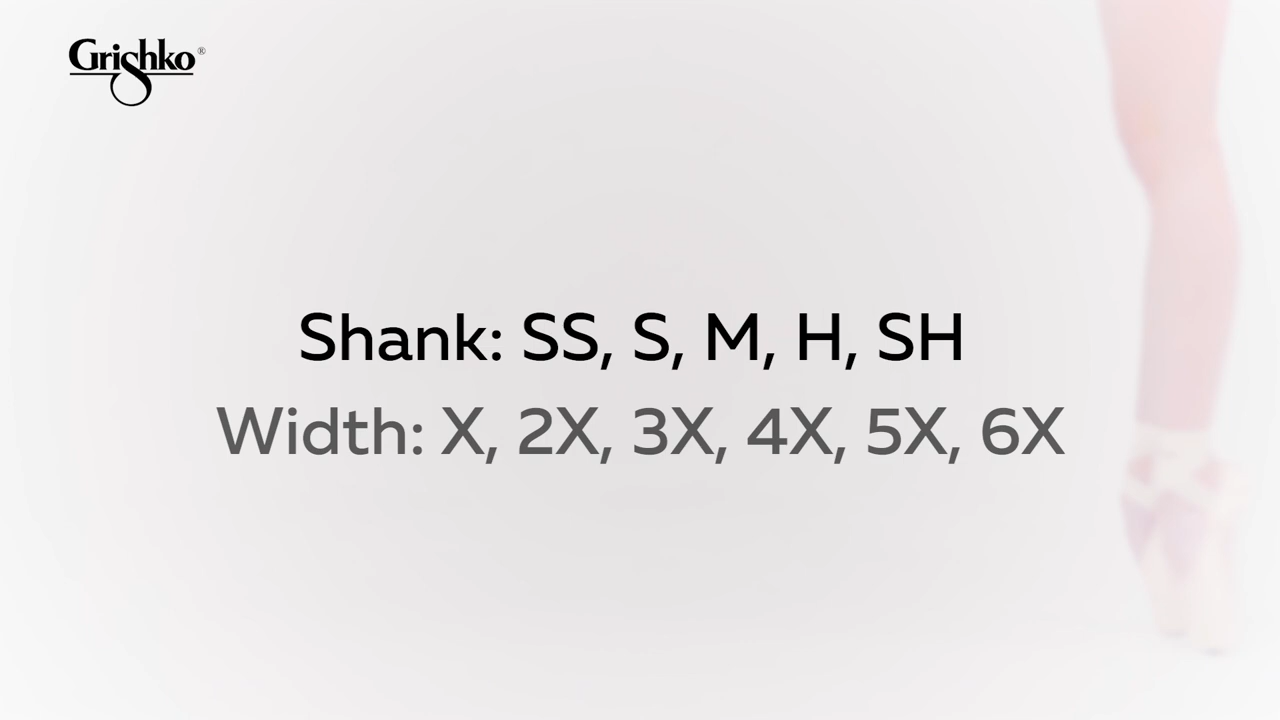 Grishko®
Shank: SS, S, M, H, SH
Width: X, 2X, 3X, 4X, 5X, 6X